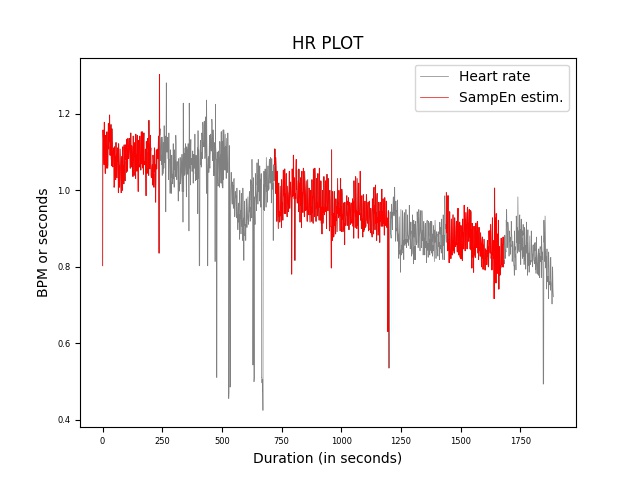 HR PLOT
Heart rate
SampEn estim.
BPM or seconds
1.2
1.0
0.8
0.6
0.4
0 250 500 750 1000 1250 1500 1750
Duration (in seconds)